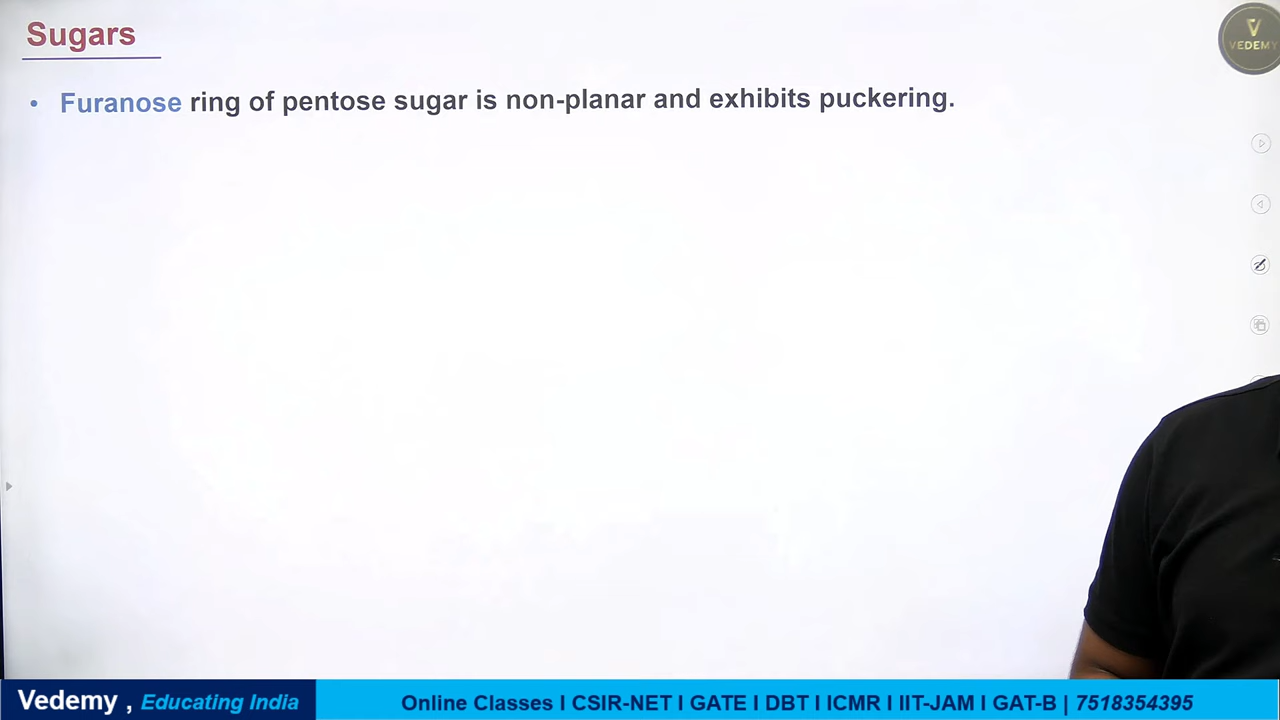 Sugars
V
VEDEMY
• Furanose ring of pentose sugar is non-planar and exhibits puckering.
Vedemy , Educating India
Online Classes I CSIR-NET I GATE I DBT I ICMR I IIT-JAM I GAT-B | 7518354395